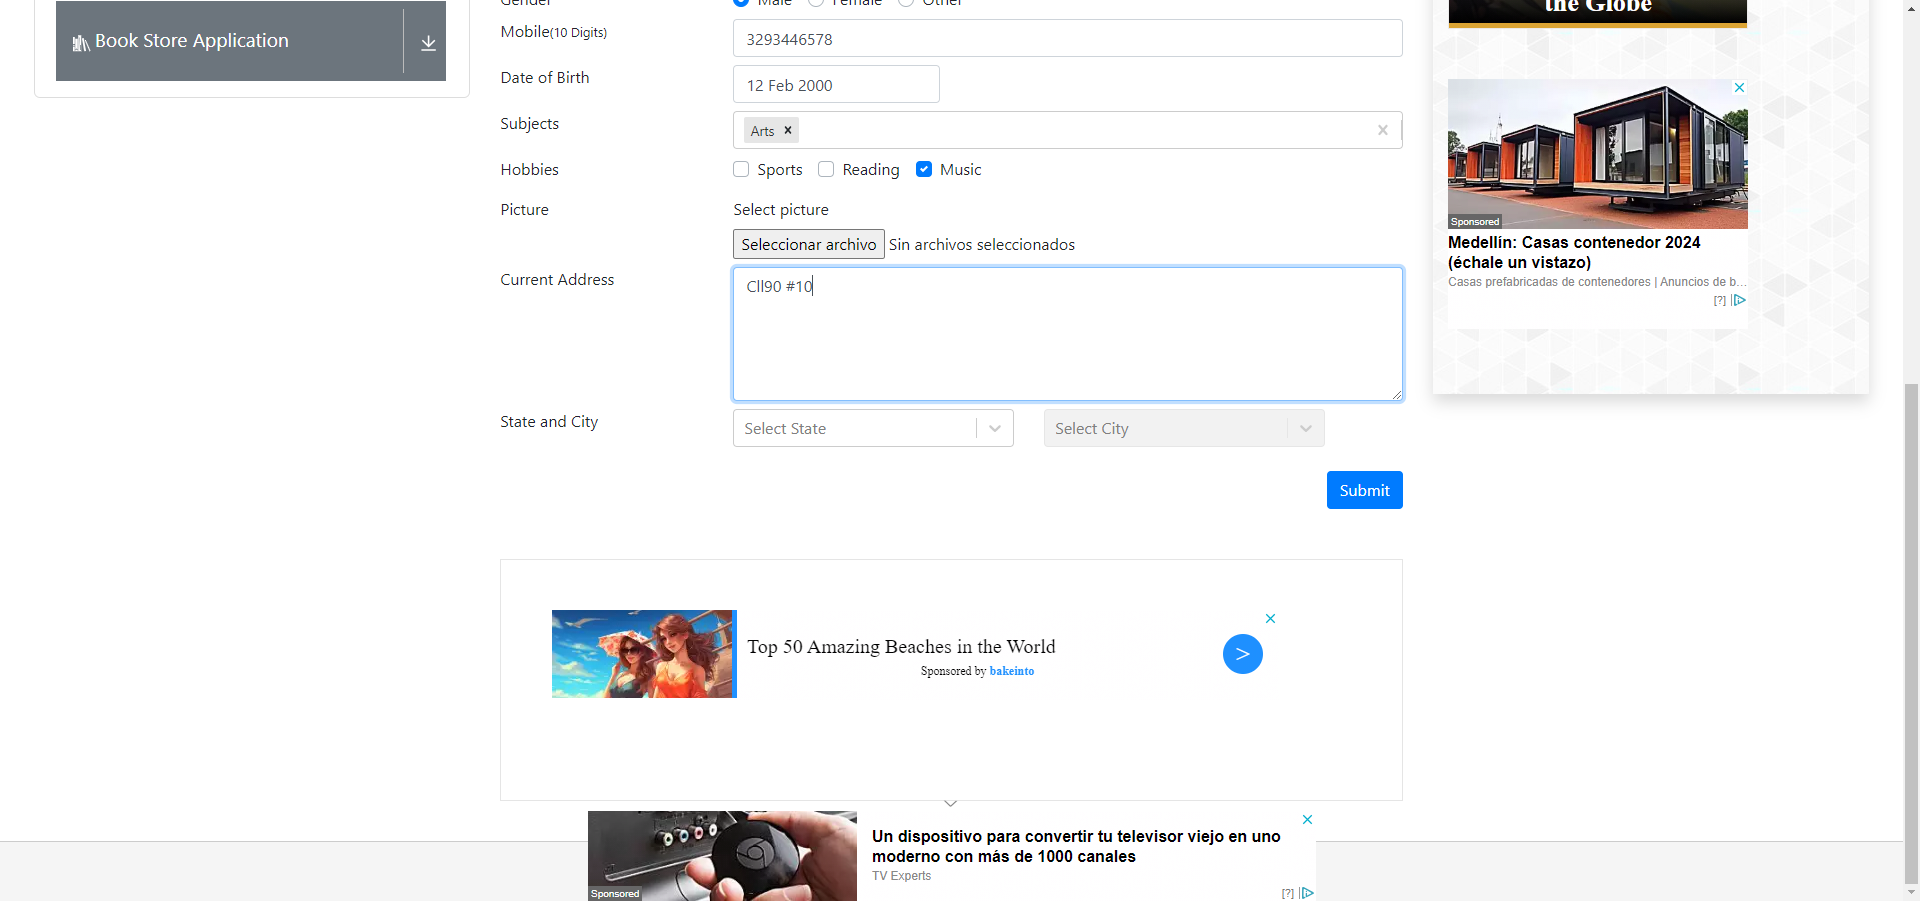 Gender
Male
Female
Other
Mobile(10 Digits)
3293446578
Date of Birth
12 Feb 2000
Subjects
Arts
Hobbies
Sports
Reading
Music
Picture
Select picture
Seleccionar archivo
Sin archivos seleccionados
Current Address
Cll90 #10
State and City
Select State
Select City
Submit
Book Store Application
the Globe
Sponsored
Medellín: Casas contenedor 2024
(échale un vistazo)
Casas prefabricadas de contenedores | Anuncios de b...
[?]
Top 50 Amazing Beaches in the World
Sponsored by bakeinto
>
Sponsored
Un dispositivo para convertir tu televisor viejo en uno
moderno con más de 1000 canales
TV Experts
[?]